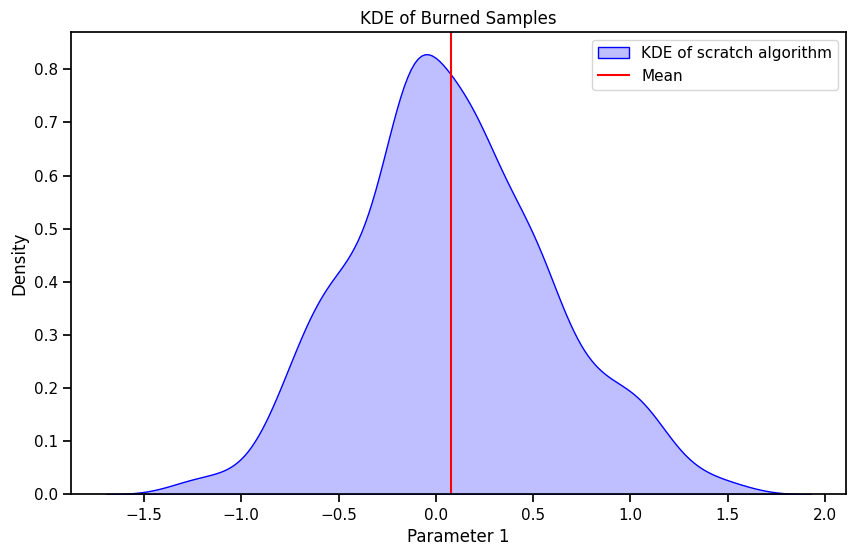 KDE of Burned Samples
KDE of scratch algorithm
Mean
Density
0.8
0.7
0.6
0.5
0.4
0.3
0.2
0.1
0.0
−1.5 −1.0 −0.5 0.0 0.5 1.0 1.5 2.0
Parameter 1